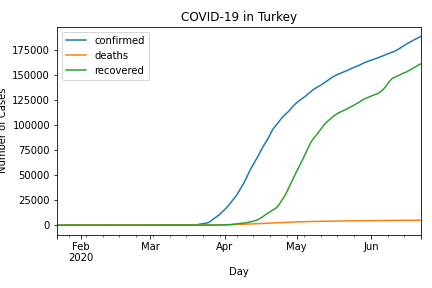 COVID-19 in Turkey
confirmed
deaths
recovered
175000
150000
125000
100000
75000
50000
25000
0
Number of Cases
Feb Mar Apr May Jun
2020
Day